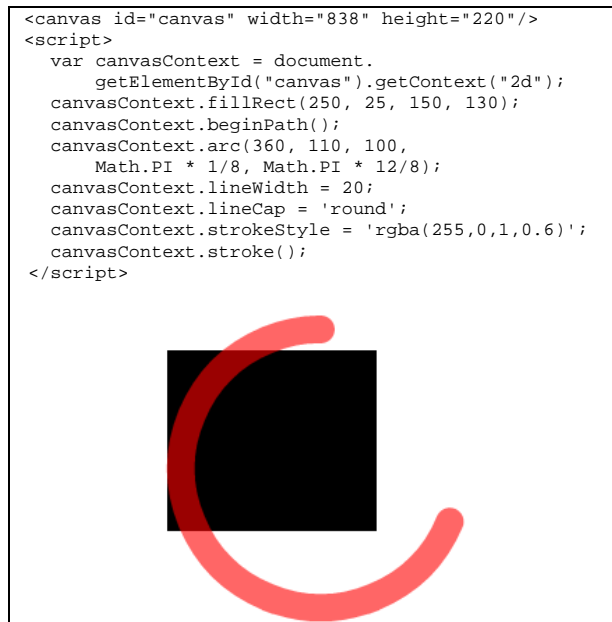 <canvas id="canvas" width="838" height="220"/>
<script>
var canvasContext = document.
getElementById("canvas").getContext("2d");
canvasContext.fillRect(250, 25, 150, 130);
canvasContext.beginPath();
canvasContext.arc(360, 110, 100,
Math.PI * 1/8, Math.PI * 12/8);
canvasContext.lineWidth = 20;
canvasContext.lineCap = 'round';
canvasContext.strokeStyle = 'rgba(255,0,1,0.6)';
canvasContext.stroke();
</script>